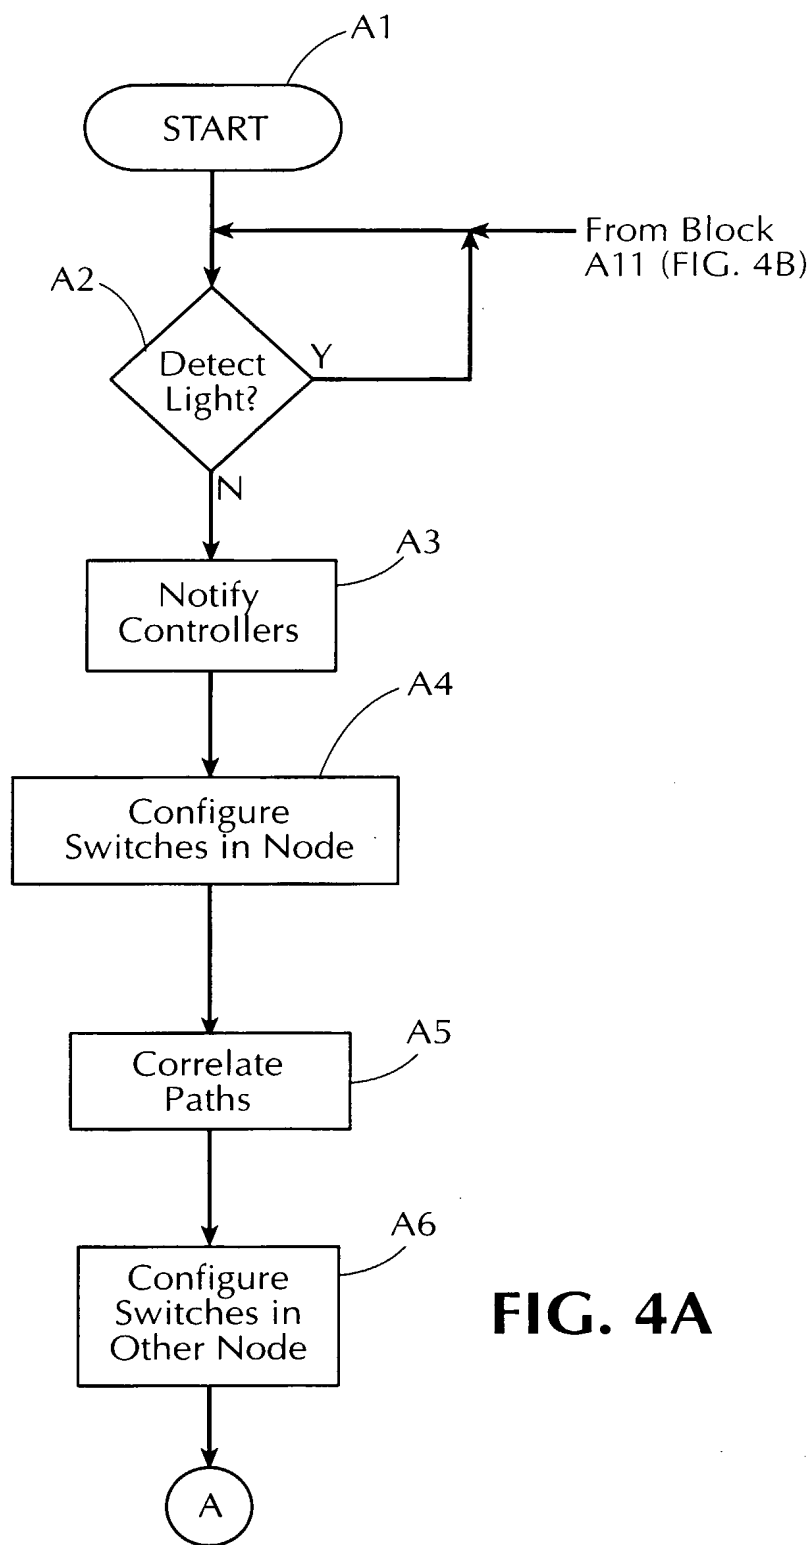 A1
START
From Block
A11 (FIG. 4B)
A2
Detect
Light?
Y
N
A3
Notify
Controllers
A4
Configure
Switches in Node
A5
Correlate
Paths
A6
Configure
Switches in
Other Node
FIG. 4A
A